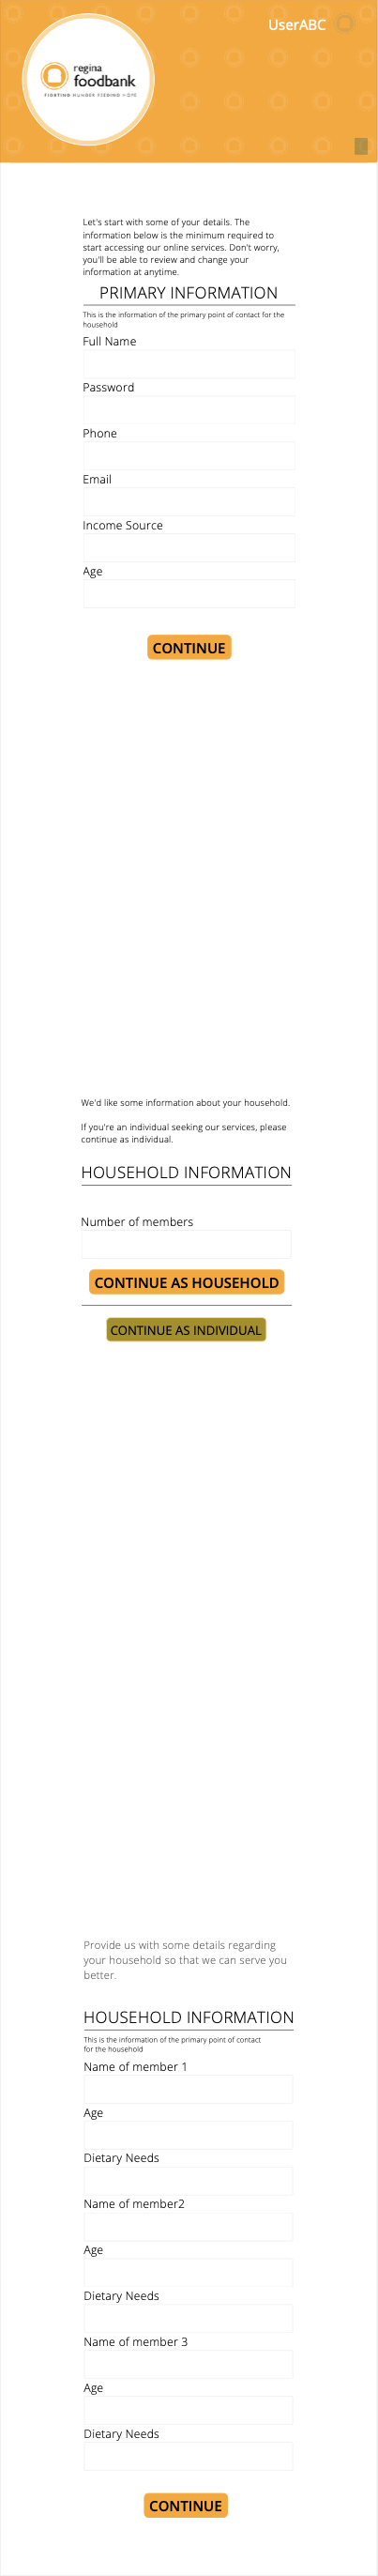 UserABC
regina
foodbank
FIGHTING HUNGER FEEDING HOPE
Let's start with some of your details. The
information below is the minimum required to
start accessing our online services. Don't worry,
you'll be able to review and change your
information at anytime.
PRIMARY INFORMATION
This is the information of the primary point of contact for the
household
Full Name
Password
Phone
Email
Income Source
Age
CONTINUE
We'd like some information about your household.
If you're an individual seeking our services, please
continue as individual.
HOUSEHOLD INFORMATION
Number of members
CONTINUE AS HOUSEHOLD
CONTINUE AS INDIVIDUAL
Provide us with some details regarding
your household so that we can serve you
better.
HOUSEHOLD INFORMATION
This is the information of the primary point of contact
for the household
Name of member 1
Age
Dietary Needs
Name of member2
Age
Dietary Needs
Name of member 3
Age
Dietary Needs
CONTINUE